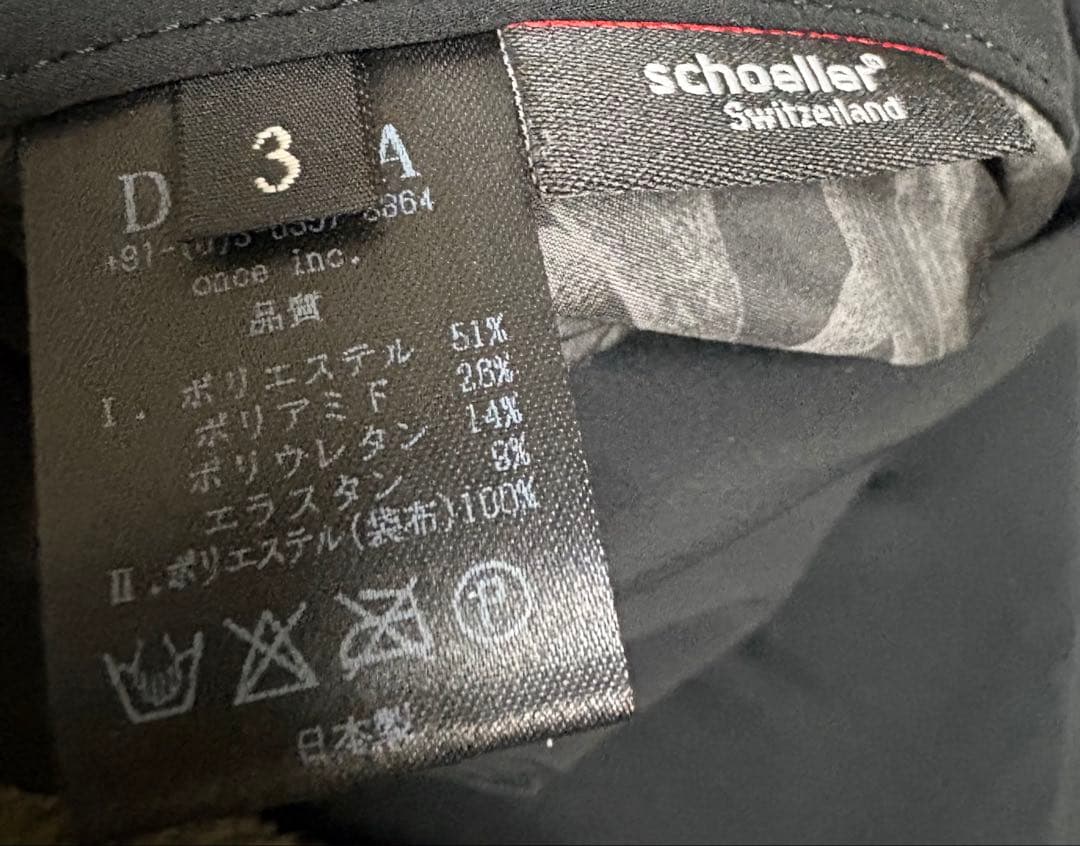 schoeller®
Switzerland
3
D A
once inc.
品質
I. ポリエステル 51%
ポリアミド
ポリウレタン 14%
エラスタン
II.ポリエステル(袋布)100%
P
日本製